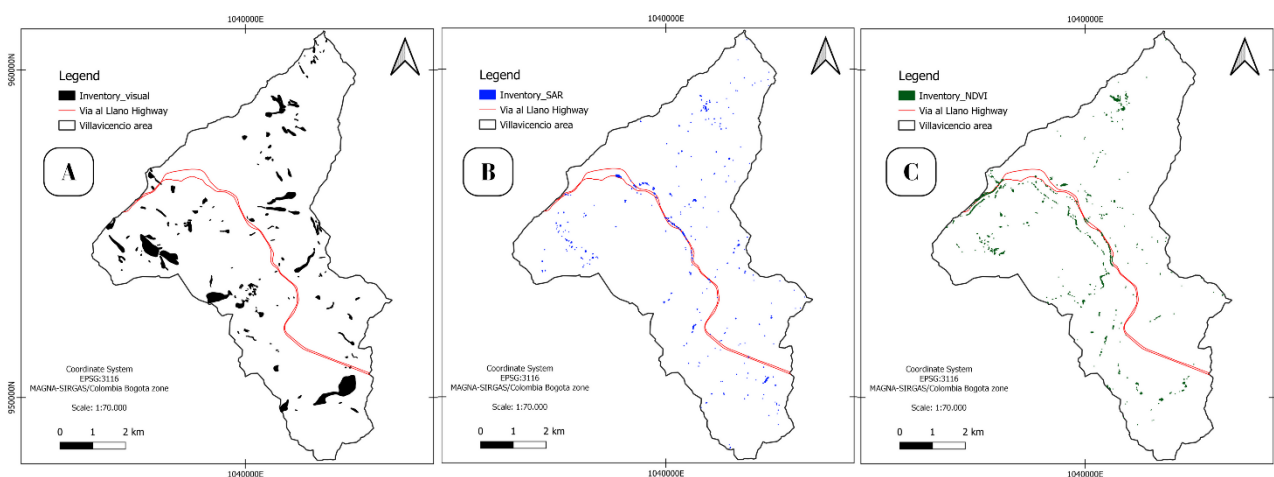 1040000E
960000N
950000N
Legend
Inventory_visual
Via al Llano Highway
Villavicencio area
A
Coordinate System
EPSG:3116
MAGNA-SIRGAS/Colombia Bogota zone
Scale: 1:70.000
0 1 2 km
1040000E
1040000E
Legend
Inventory_SAR
Via al Llano Highway
Villavicencio area
B
Coordinate System
EPSG:3116
MAGNA-SIRGAS/Colombia Bogota zone
Scale: 1:70.000
0 1 2 km
1040000E
1040000E
Legend
Inventory_NDVI
Via al Llano Highway
Villavicencio area
C
Coordinate System
EPSG:3116
MAGNA-SIRGAS/Colombia Bogota zone
Scale: 1:70.000
0 1 2 km
1040000E